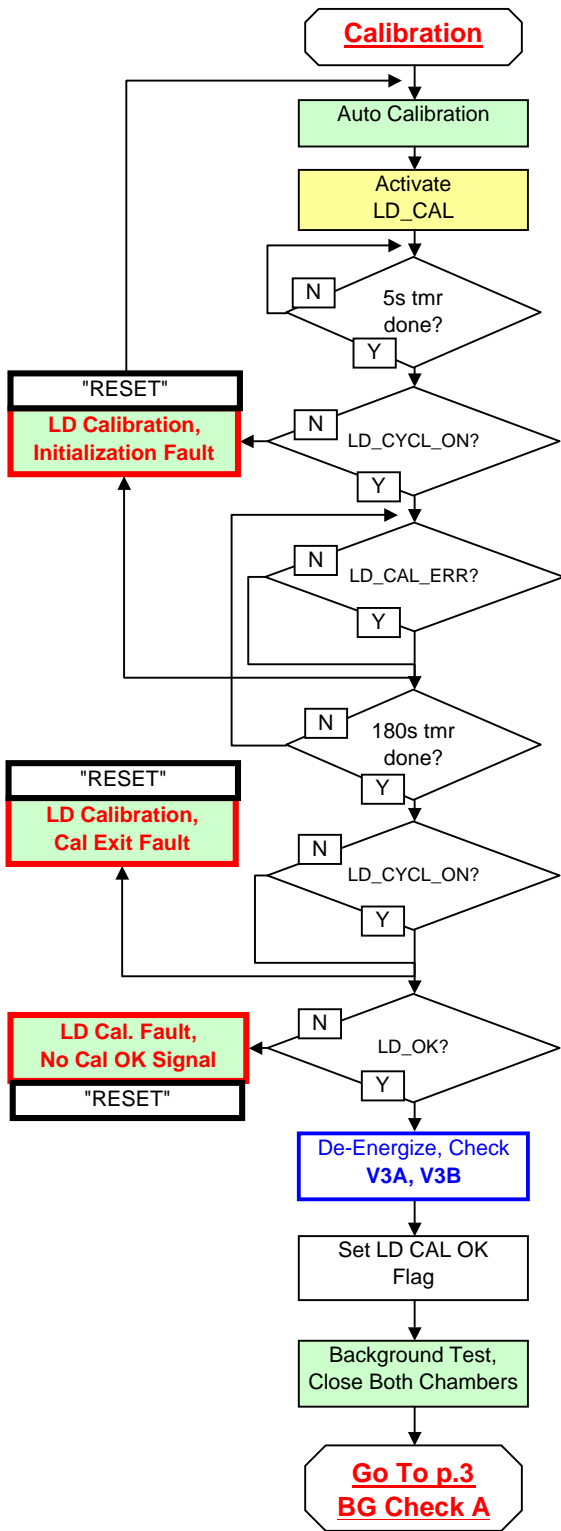 Calibration
Auto Calibration
Activate
LD_CAL
N
5s tmr
done?
Y
"RESET"
LD Calibration,
Initialization Fault
N
LD_CYCL_ON?
Y
N
LD_CAL_ERR?
Y
N
180s tmr
done?
Y
"RESET"
LD Calibration,
Cal Exit Fault
N
LD_CYCL_ON?
Y
LD Cal. Fault,
No Cal OK Signal
"RESET"
N
LD_OK?
Y
De-Energize, Check
V3A, V3B
Set LD CAL OK
Flag
Background Test,
Close Both Chambers
Go To p.3
BG Check A